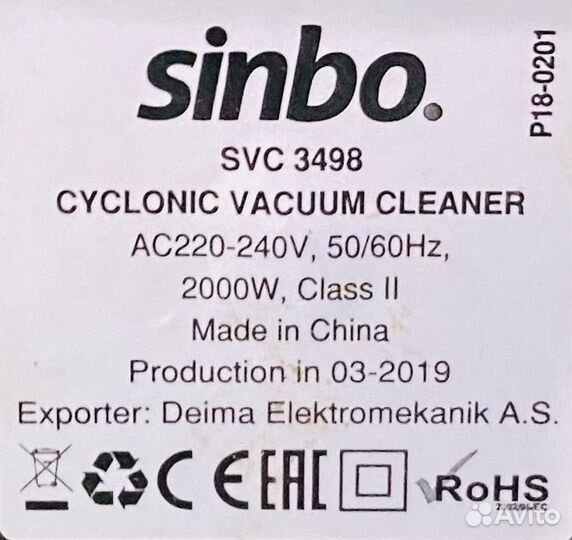 sinbo.
P18-0201
SVC 3498
CYCLONIC VACUUM CLEANER
AC220-240V, 50/60Hz,
2000W, Class II
Made in China
Production in 03-2019
Exporter: Deima Elektromekanik A.S.
CE EAC RoHS
Avito